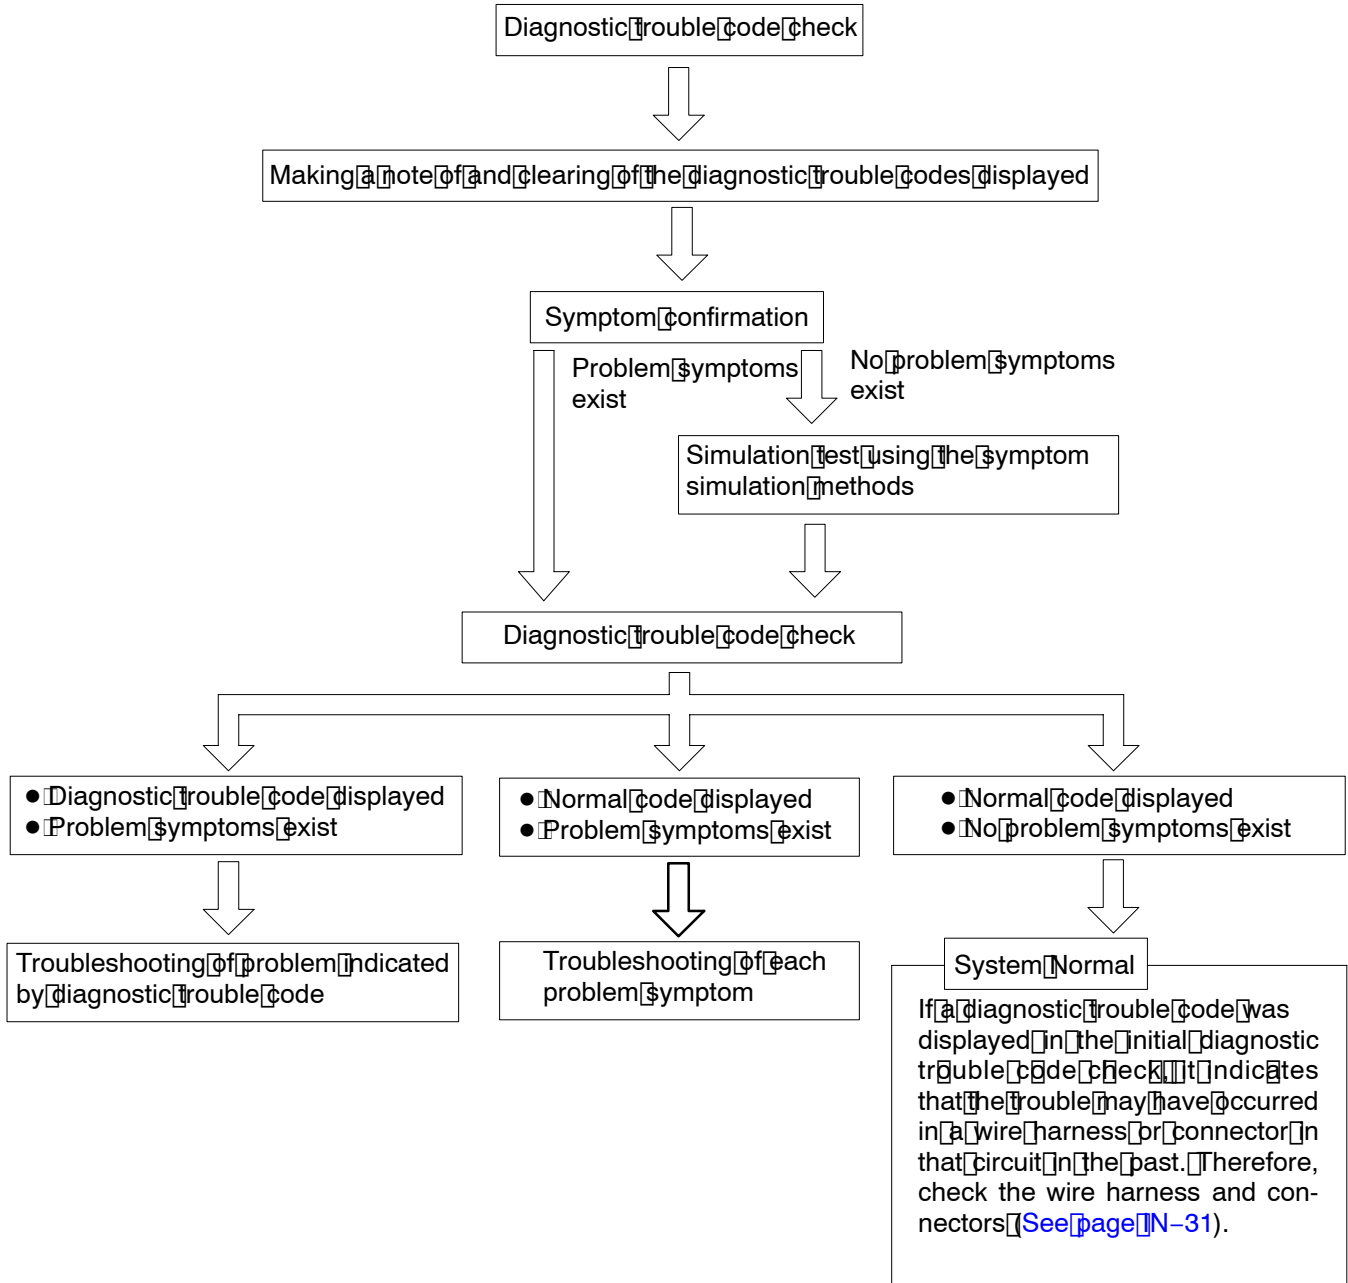 Diagnostic trouble code check
Making a note of and clearing of the diagnostic trouble codes displayed
Symptom confirmation
Problem symptoms
exist
No problem symptoms
exist
Simulation test using the symptom
simulation methods
Diagnostic trouble code check
● Diagnostic trouble code displayed
● Problem symptoms exist
● Normal code displayed
● Problem symptoms exist
● Normal code displayed
● No problem symptoms exist
Troubleshooting of problem indicated
by diagnostic trouble code
Troubleshooting of each
problem symptom
System Normal
If a diagnostic trouble code was
displayed in the initial diagnostic
trouble code check, it indicates
that the trouble may have occurred
in a wire harness or connector in
that circuit in the past. Therefore,
check the wire harness and con-
nectors (See page IN−31).